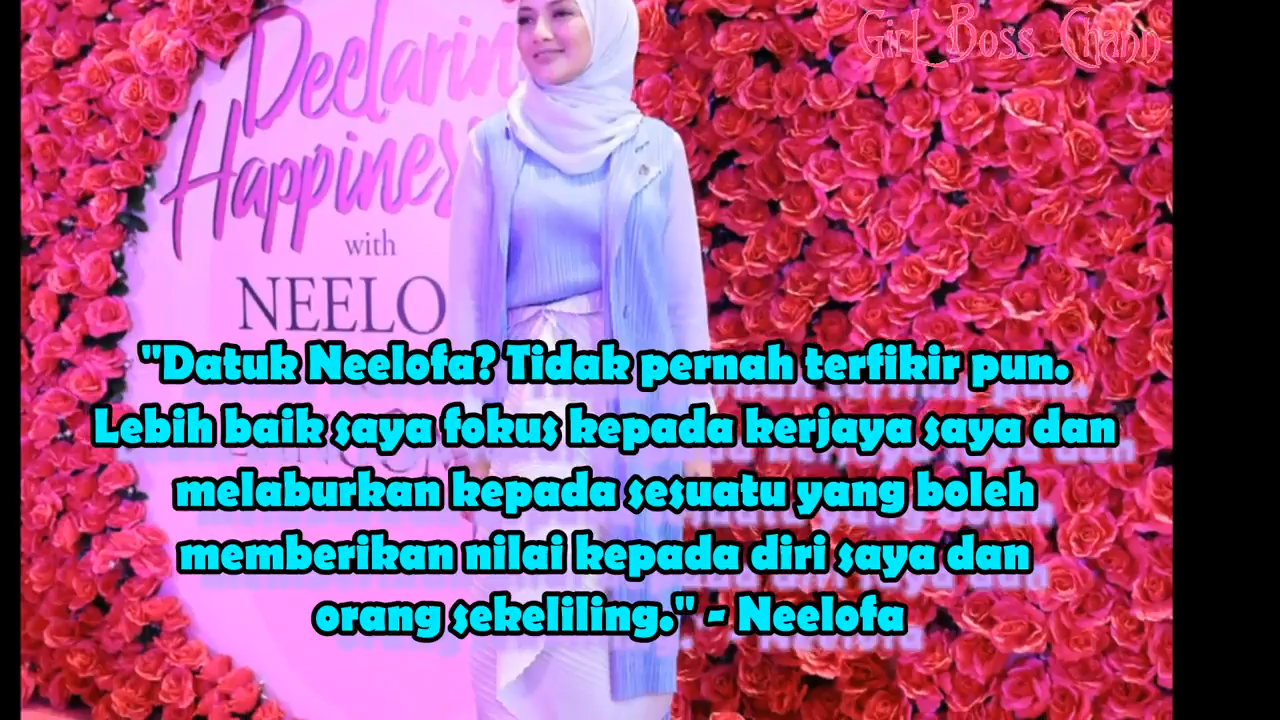 Girl Boss Chann
Declarin
Happines
with
NEELO
"Datuk Neelofa? Tidak pernah terfikir pun.
Lebih baik saya fokus kepada kerjaya saya dan
melaburkan kepada sesuatu yang boleh
memberikan nilai kepada diri saya dan
orang sekeliling." - Neelofa